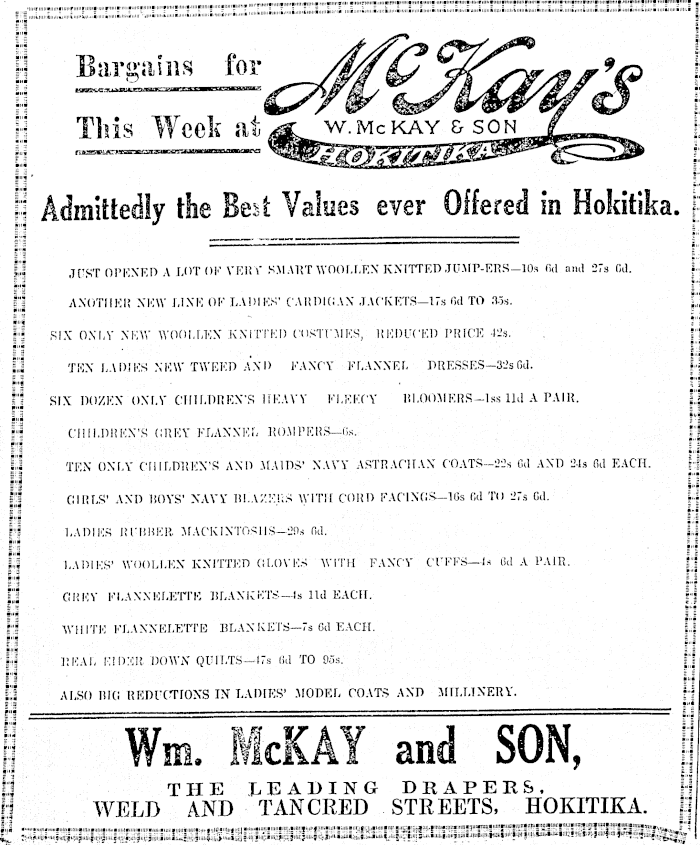 Bargains for
This Week at
McKay's
W. McKAY & SON
HOKITIKA
Admittedly the Best Values ever Offered in Hokitika.
JUST OPENED A LOT OF VERY SMART WOOLLEN KNITTED JUMP-ERS—10s 6d and 27s 6d.
ANOTHER NEW LINE OF LADIES' CARDIGAN JACKETS—17s 6d TO 35s.
SIX ONLY NEW WOOLLEN KNITTED COSTUMES, REDUCED PRICE 42s.
TEN LADIES NEW TWEED AND FANCY FLANNEL DRESSES—32s 6d.
SIX DOZEN ONLY CHILDREN'S HEAVY FLEECY BLOOMERS—1ss 11d A PAIR.
CHILDREN'S GREY FLANNEL ROMPERS—6s.
TEN ONLY CHILDREN'S AND MAIDS' NAVY ASTRACHAN COATS—22s 6d AND 24s 6d EACH.
GIRLS' AND BOYS' NAVY BLAZERS WITH CORD FACINGS—16s 6d TO 27s 6d.
LADIES RUBBER MACKINTOSHS—29s 6d.
LADIES' WOOLLEN KNITTED GLOVES WITH FANCY CUFFS—4s 6d A PAIR.
GREY FLANNELETTE BLANKETS—4s 11d EACH.
WHITE FLANNELETTE BLANKETS—7s 6d EACH.
REAL EIDER DOWN QUILTS—47s 6d TO 95s.
ALSO BIG REDUCTIONS IN LADIES' MODEL COATS AND MILLINERY.
Wm. McKAY and SON,
THE LEADING DRAPERS,
WELD AND TANCRED STREETS, HOKITIKA.